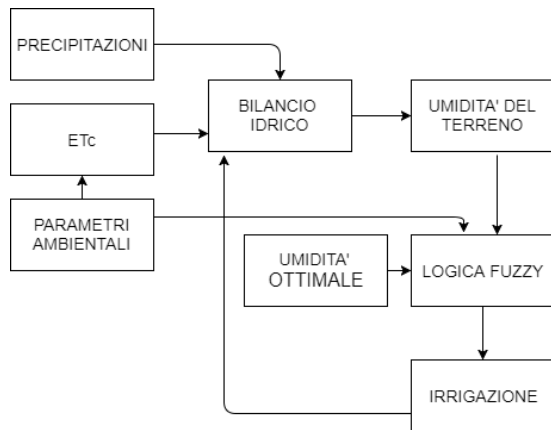 PRECIPITAZIONI
BILANCIO
IDRICO
UMIDITA' DEL
TERRENO
ETc
PARAMETRI
AMBIENTALI
UMIDITA'
OTTIMALE
LOGICA FUZZY
IRRIGAZIONE